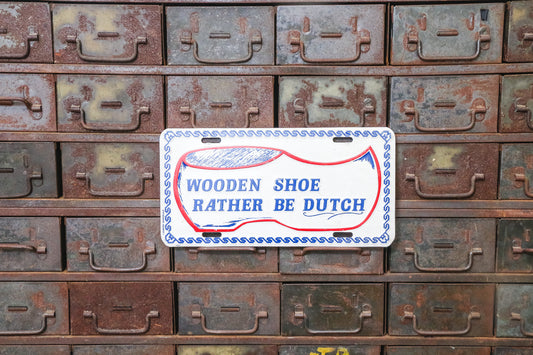 WOODEN SHOE
RATHER BE DUTCH